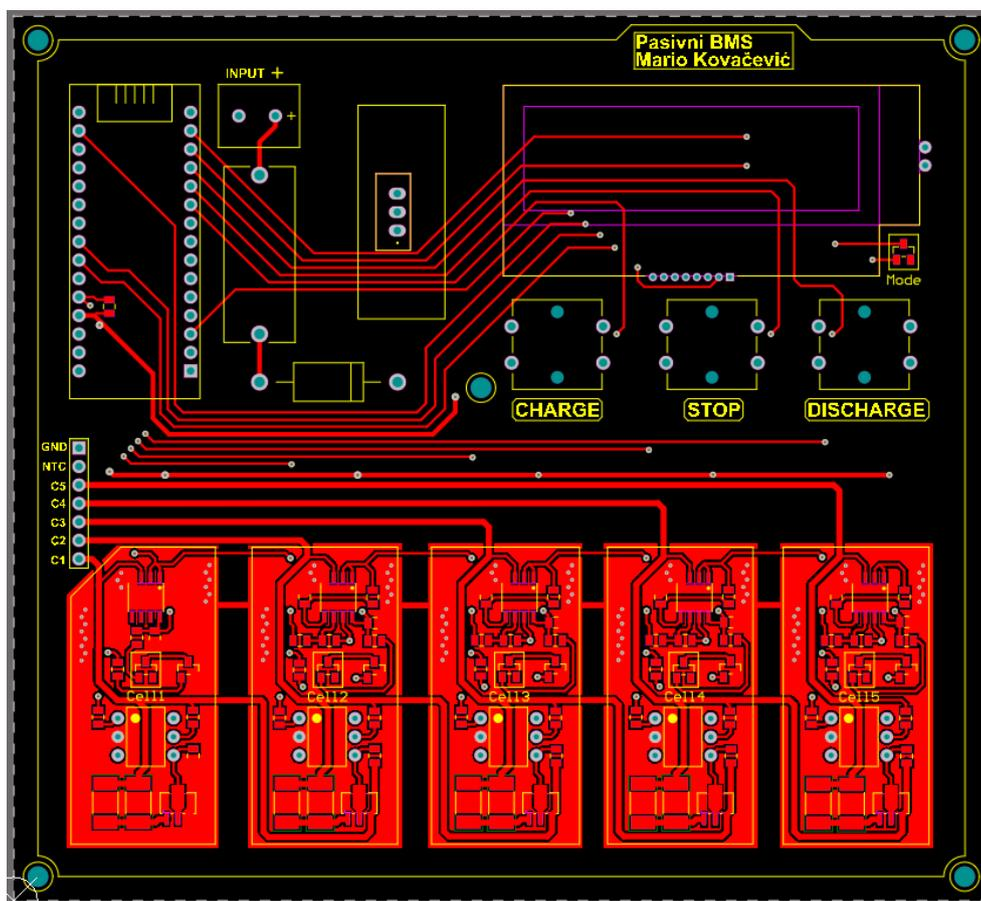 Pasivni BMS
Mario Kovačević
INPUT +
+
Mode
CHARGE
STOP
DISCHARGE
GND
NTC
C5
C4
C3
C2
C1
Cell1
Cell2
Cell3
Cell4
Cell5